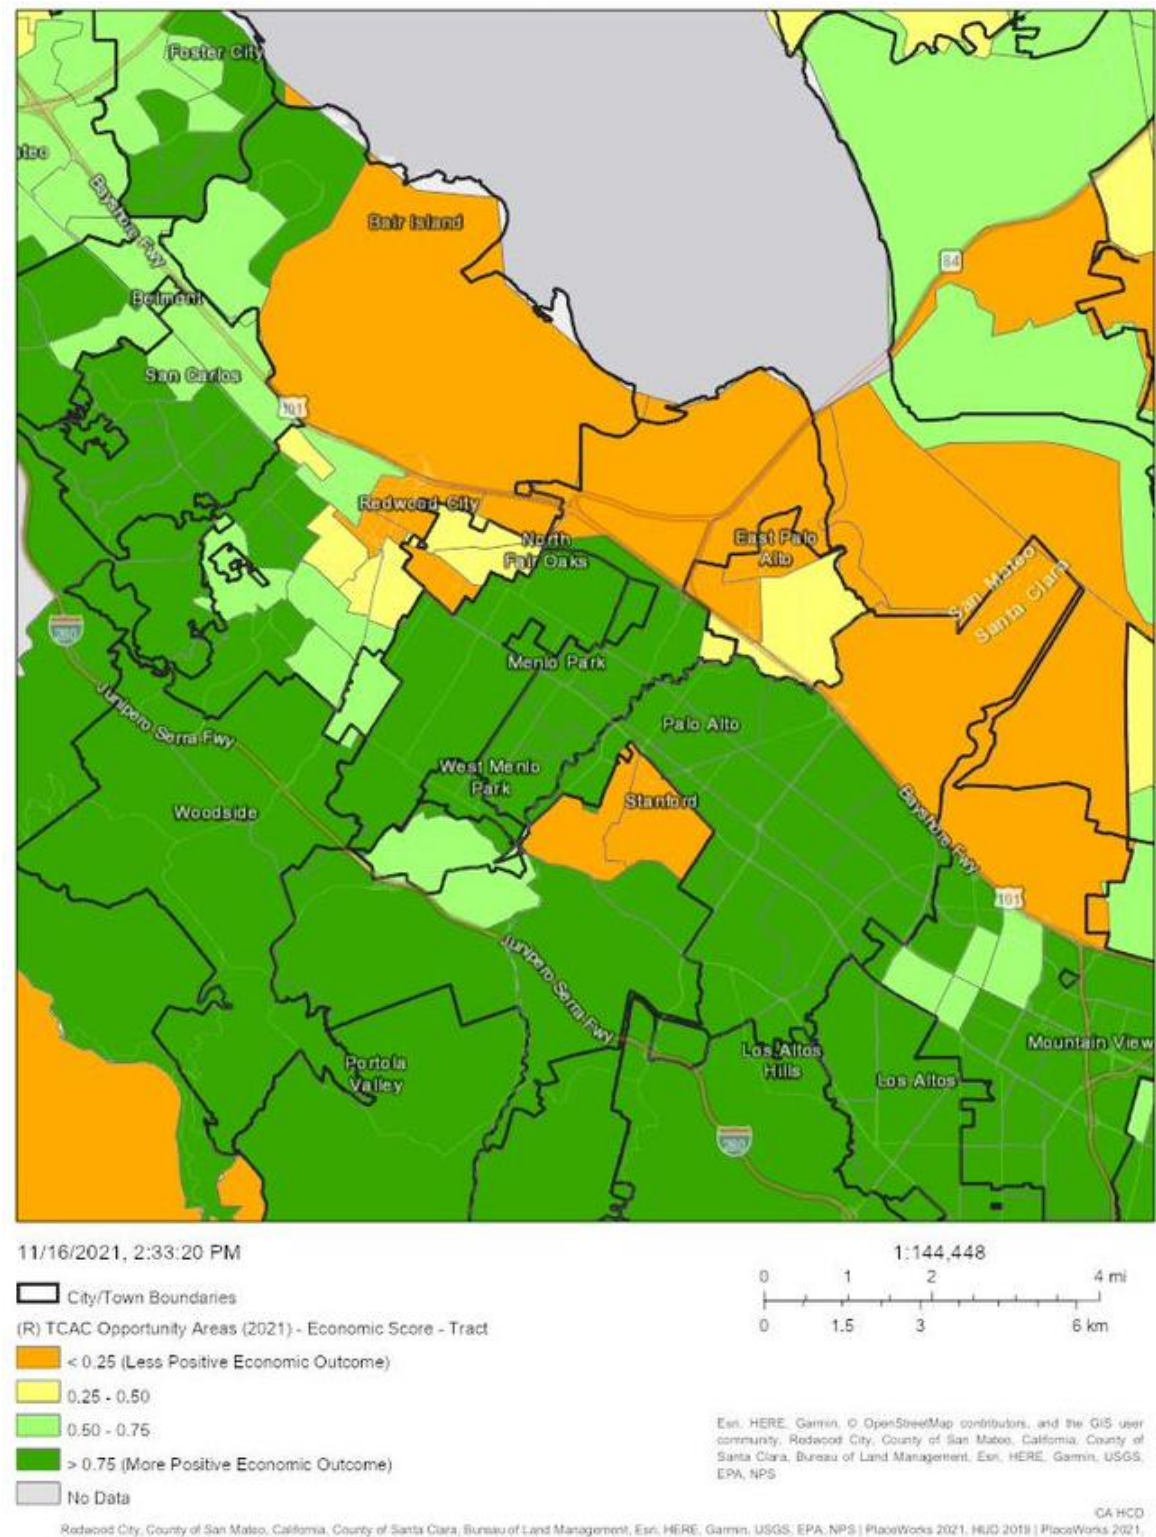 Foster City
ateo
Bair Island
Bayshore Fwy
84
Belmont
San Carlos
101
Redwood City
North
Fair Oaks
East Palo
Alto
San Mateo
Santa Clara
280
Menlo Park
Junipero Serra Fwy
Palo Alto
West Menlo
Park
Stanford
Woodside
Bayshore Fwy
101
Junipero Serra Fwy
Portola
Valley
Los Altos
Hills
Mountain View
Los Altos
280
11/16/2021, 2:33:20 PM
1:144,448
0 1 2 4 mi
0 1.5 3 6 km
City/Town Boundaries
(R) TCAC Opportunity Areas (2021) - Economic Score - Tract
< 0.25 (Less Positive Economic Outcome)
0.25 - 0.50
0.50 - 0.75
> 0.75 (More Positive Economic Outcome)
No Data
Esri, HERE, Garmin, © OpenStreetMap contributors, and the GIS user
community, Redwood City, County of San Mateo, California, County of
Santa Clara, Bureau of Land Management, Esri, HERE, Garmin, USGS,
EPA, NPS
CA HCD
Redwood City, County of San Mateo, California, County of Santa Clara, Bureau of Land Management, Esri, HERE, Garmin, USGS, EPA, NPS | PlaceWorks 2021, HUD 2019 | PlaceWorks 2021,